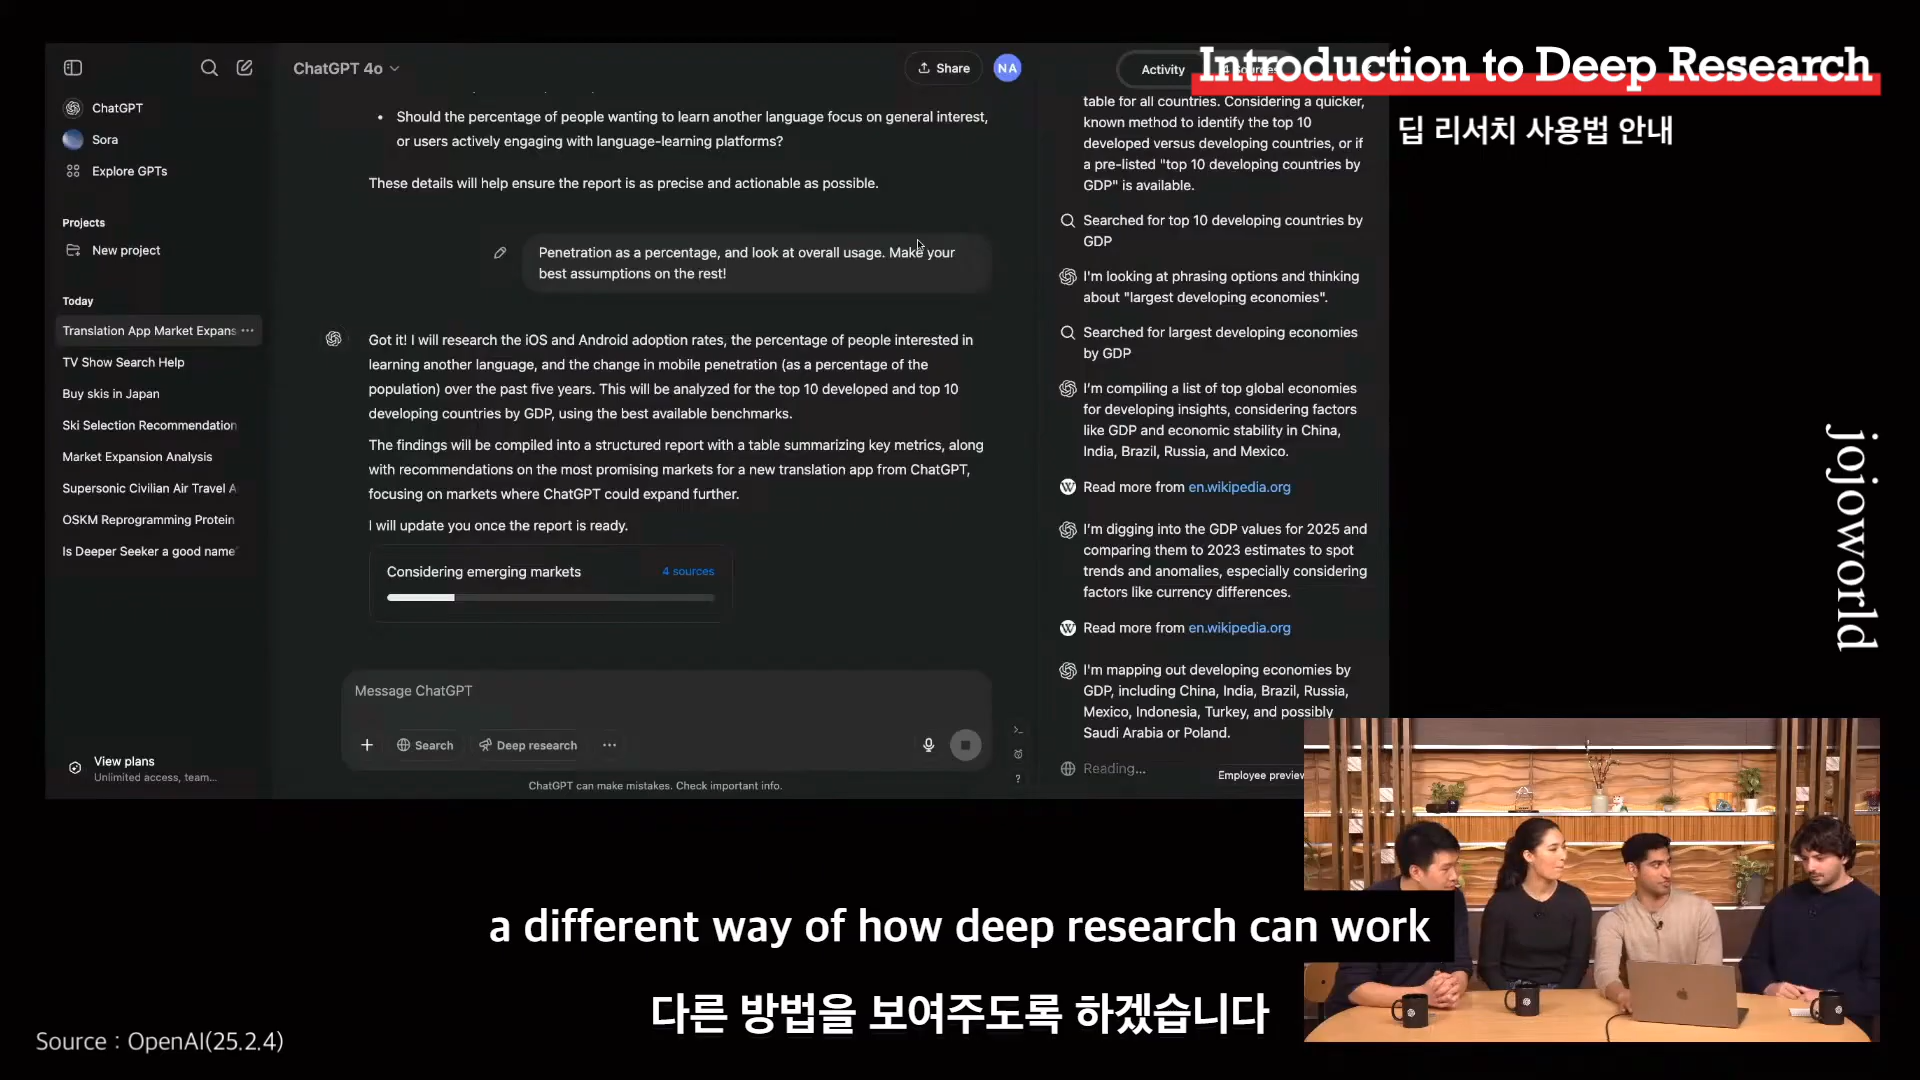 ChatGPT 4o
Share
NA
Activity
Introduction to Deep Research
딥 리서치 사용법 안내
ChatGPT
Sora
Explore GPTs
Projects
New project
Today
Translation App Market Expans
TV Show Search Help
Buy skis in Japan
Ski Selection Recommendation
Market Expansion Analysis
Supersonic Civilian Air Travel A
OSKM Reprogramming Protein
Is Deeper Seeker a good name
View plans
Unlimited access, team...
• Should the percentage of people wanting to learn another language focus on general interest,
or users actively engaging with language-learning platforms?
These details will help ensure the report is as precise and actionable as possible.
Penetration as a percentage, and look at overall usage. Make your
best assumptions on the rest!
Got it! I will research the iOS and Android adoption rates, the percentage of people interested in
learning another language, and the change in mobile penetration (as a percentage of the
population) over the past five years. This will be analyzed for the top 10 developed and top 10
developing countries by GDP, using the best available benchmarks.
The findings will be compiled into a structured report with a table summarizing key metrics, along
with recommendations on the most promising markets for a new translation app from ChatGPT,
focusing on markets where ChatGPT could expand further.
I will update you once the report is ready.
Considering emerging markets
4 sources
Message ChatGPT
Search
Deep research
ChatGPT can make mistakes. Check important info.
table for all countries. Considering a quicker,
known method to identify the top 10
developed versus developing countries, or if
a pre-listed "top 10 developing countries by
GDP" is available.
Searched for top 10 developing countries by
GDP
I'm looking at phrasing options and thinking
about "largest developing economies".
Searched for largest developing economies
by GDP
I'm compiling a list of top global economies
for developing insights, considering factors
like GDP and economic stability in China,
India, Brazil, Russia, and Mexico.
Read more from en.wikipedia.org
I'm digging into the GDP values for 2025 and
comparing them to 2023 estimates to spot
trends and anomalies, especially considering
factors like currency differences.
Read more from en.wikipedia.org
I'm mapping out developing economies by
GDP, including China, India, Brazil, Russia,
Mexico, Indonesia, Turkey, and possibly
Saudi Arabia or Poland.
Reading...
Employee preview
jojoworld
a different way of how deep research can work
다른 방법을 보여주도록 하겠습니다
Source : OpenAI(25.2.4)